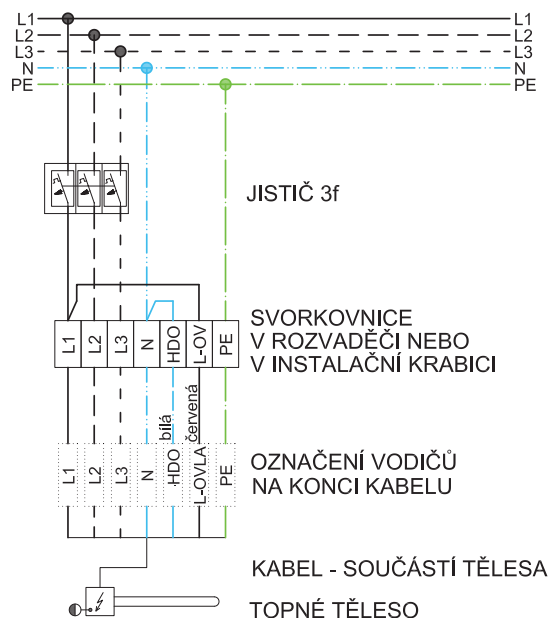 L1 L1
L2 L2
L3 L3
N N
PE PE
JISTIČ 3f
SVORKOVNICE
V ROZVADĚČI NEBO
V INSTALAČNÍ KRABICI
L1 L2 L3 N HDO L-OV PE
bílá červená
L1 L2 L3 N HDO L-OVLA PE
OZNAČENÍ VODIČŮ
NA KONCI KABELU
KABEL - SOUČÁSTÍ TĚLESA
TOPNÉ TĚLESO